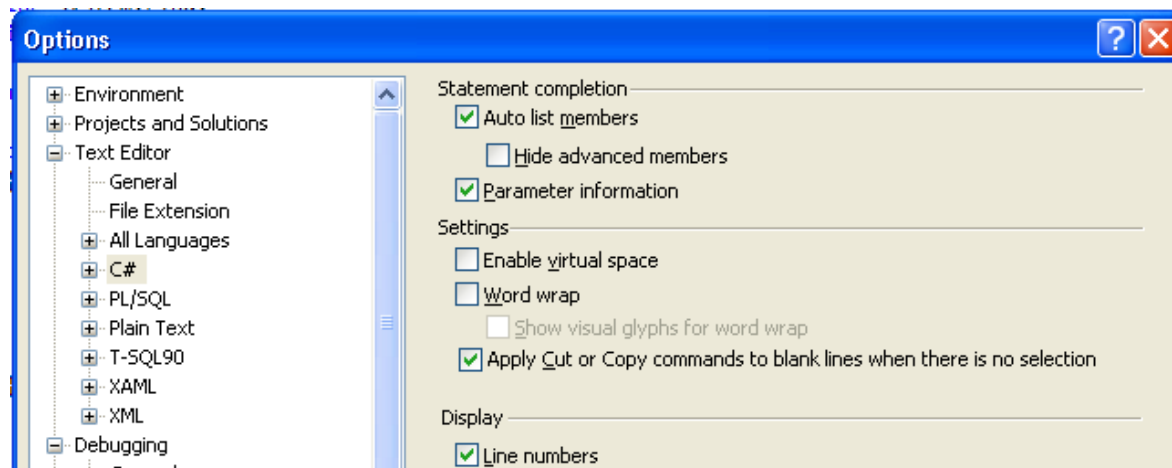 Options
Environment
Projects and Solutions
Text Editor
General
File Extension
All Languages
C#
PL/SQL
Plain Text
T-SQL90
XAML
XML
Debugging
Statement completion
Auto list members
Hide advanced members
Parameter information
Settings
Enable virtual space
Word wrap
Show visual glyphs for word wrap
Apply Cut or Copy commands to blank lines when there is no selection
Display
Line numbers